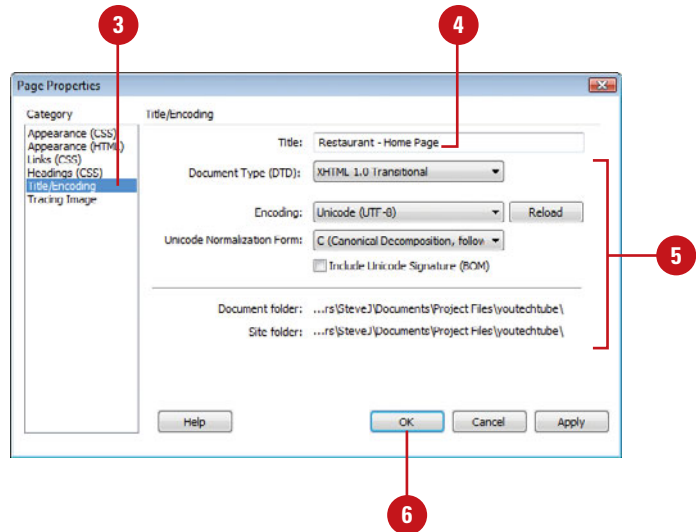 3
4
Page Properties
Category
Title/Encoding
Appearance (CSS)
Appearance (HTML)
Links (CSS)
Headings (CSS)
Title/Encoding
Tracing Image
Title: Restaurant - Home Page
Document Type (DTD): XHTML 1.0 Transitional
Encoding: Unicode (UTF-8) Reload
Unicode Normalization Form: C (Canonical Decomposition, follow
Include Unicode Signature (BOM)
5
Document folder: ...rs\SteveJ\Documents\Project Files\youtechtube\
Site folder: ...rs\SteveJ\Documents\Project Files\youtechtube\
Help OK Cancel Apply
6